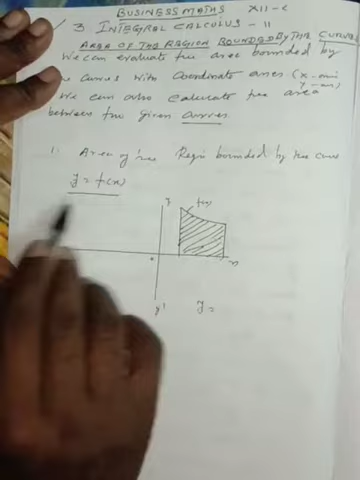 BUSINESS MATHS XII-C
3 INTEGRAL CALCULUS - II
AREA OF THE REGION BOUNDED BY THE CURVE
We can evaluate the area bounded by
the curves with coordinate axes (x-axis
y-axis)
We can also calculate the area
between two given curves
1. Area of the Region bounded by the curve
y = f(x)
y
f(x)
o
x
y'
y =